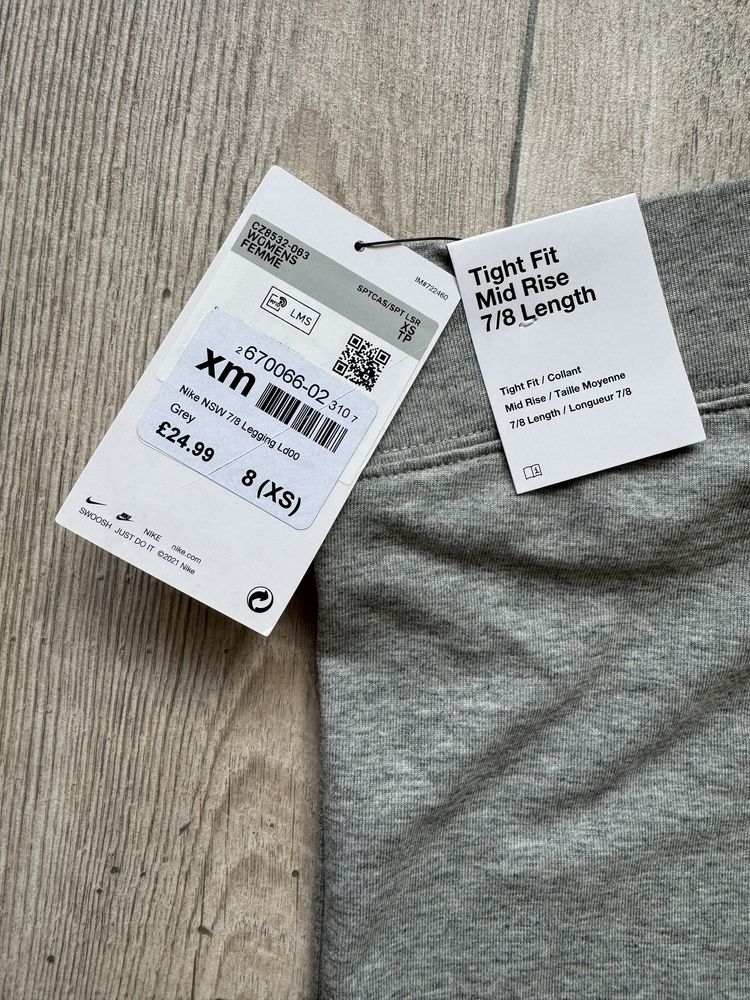 CZ8532-063
WOMENS
FEMME
IM#722460
SPTCAS/SPT LSR
XS
TP
LMS
xm
2 670066-02 310 7
Nike NSW 7/8 Legging Ld00
Grey
£24.99
8 (XS)
NIKE nike.com
SWOOSH JUST DO IT ©2021 Nike
Tight Fit
Mid Rise
7/8 Length
Tight Fit / Collant
Mid Rise / Taille Moyenne
7/8 Length / Longueur 7/8